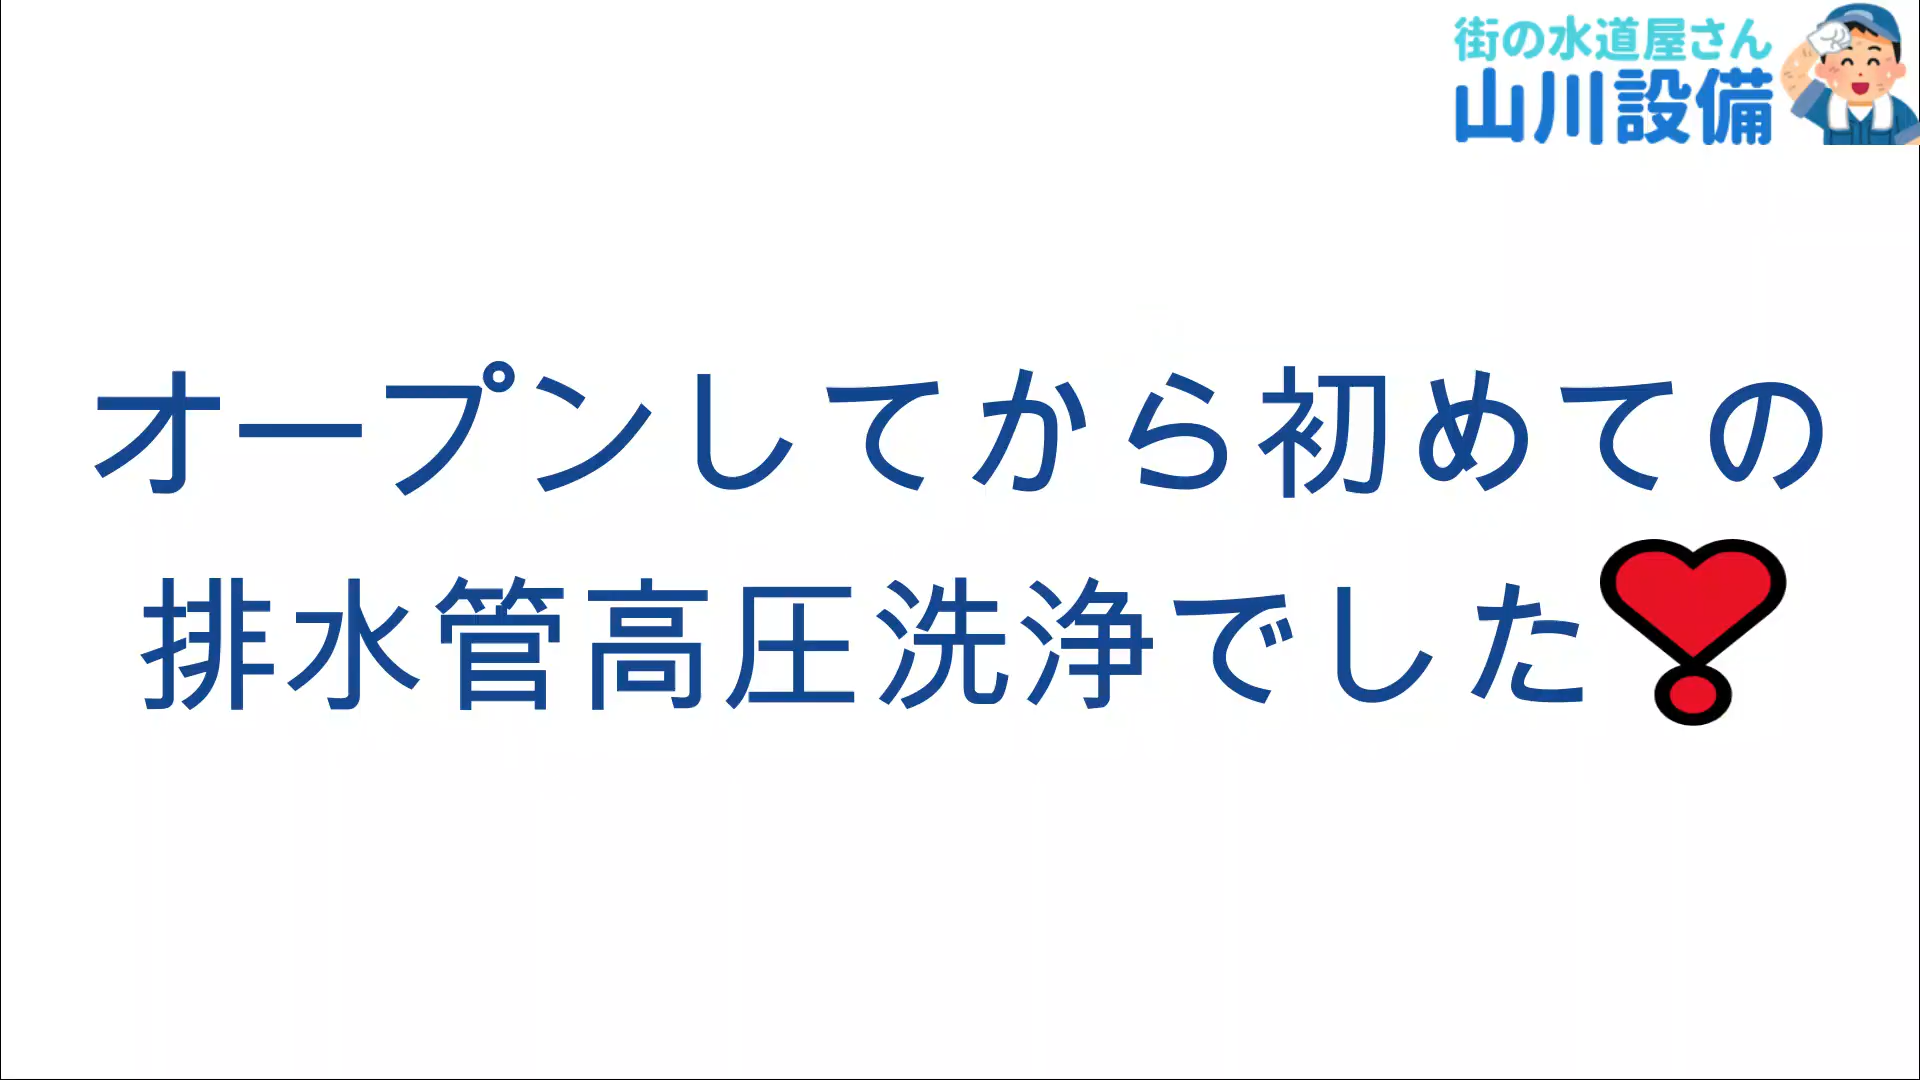 街の水道屋さん
山川設備
オープンしてから初めての
排水管高圧洗浄でした❣